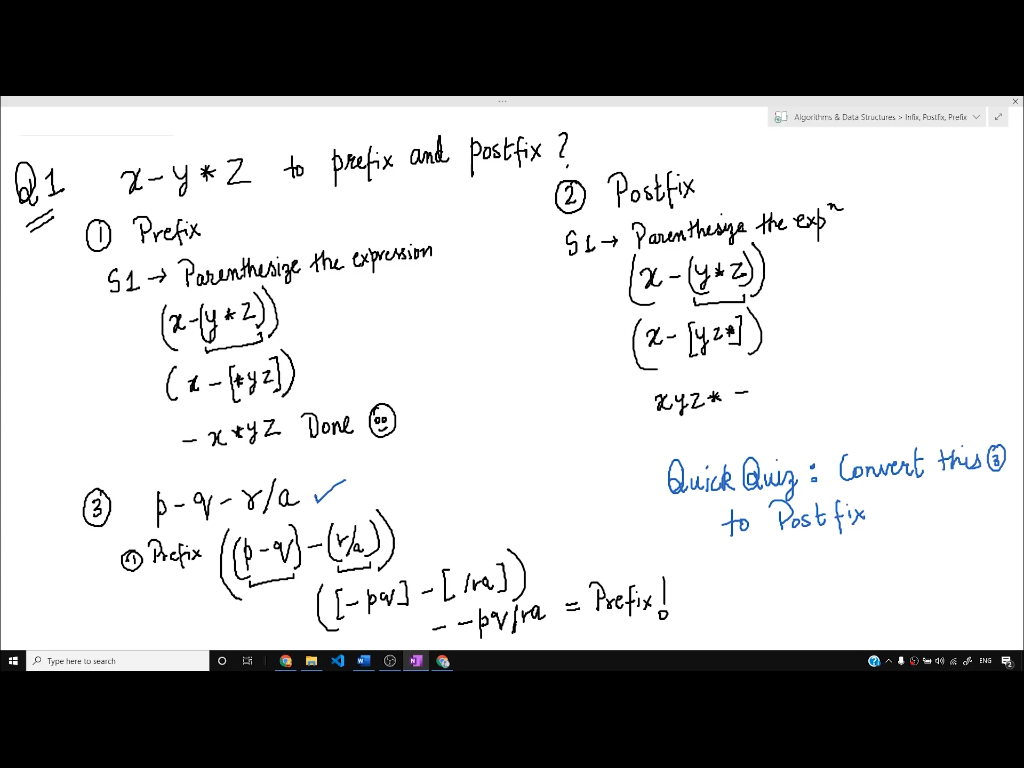 Algorithms & Data Structures > Infix, Postfix, Prefix
Q1 x - y * z to prefix and postfix ?
① Prefix
S1 → Parenthesize the expression
(x-(y*z))
(x-[*yz])
- x*yz Done
② Postfix
S1 → Parenthesize the expⁿ
(x-(y*z))
(x-[yz*])
xyz* -
③ p-q-r/a ✓
① Prefix ((p-q)-(r/a))
([-pq]-[/ra])
--pq/ra = Prefix!
Quick Quiz: Convert this ③
to Postfix
Type here to search
ENG